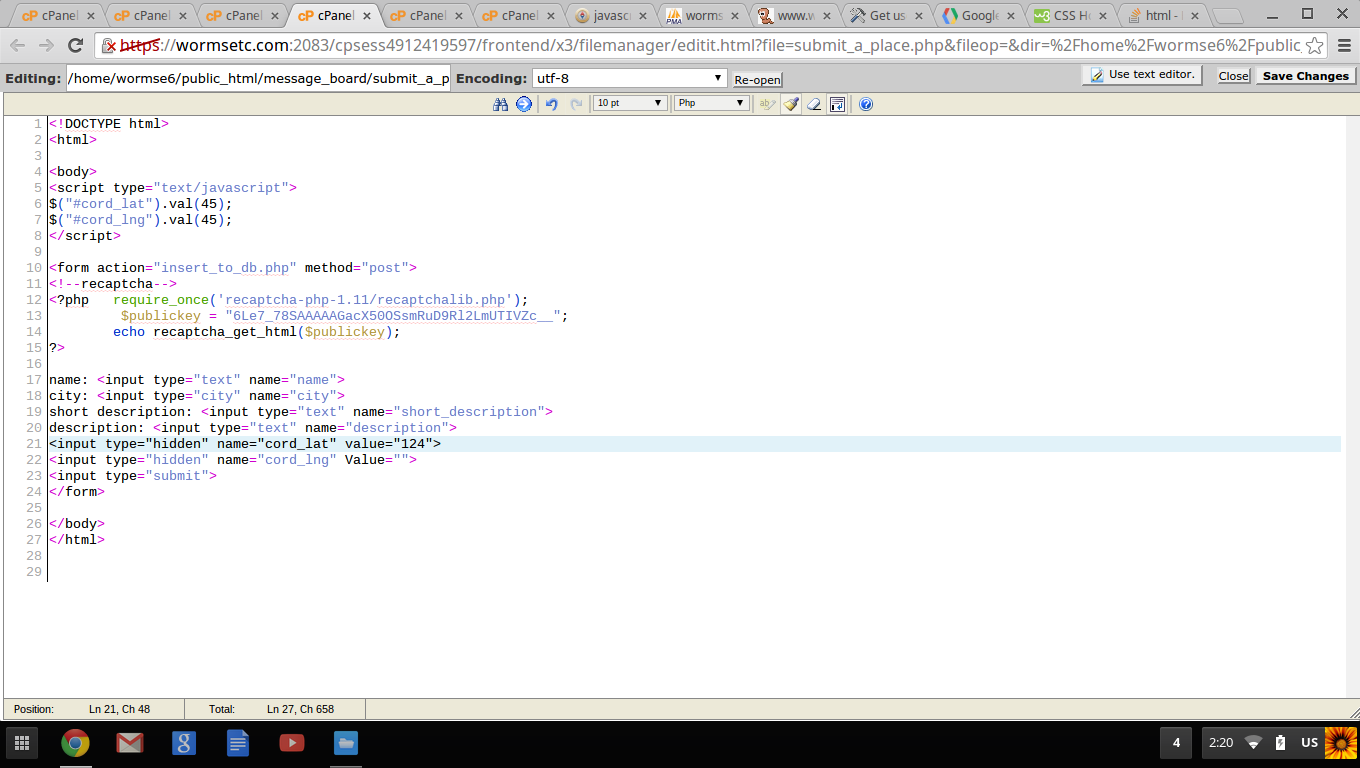 cPanel cPanel cPanel cPanel cPanel cPanel javasc worms www.w Get us Google CSS Ho html -
https://wormsetc.com:2083/cpsess4912419597/frontend/x3/filemanager/editit.html?file=submit_a_place.php&fileop=&dir=%2Fhome%2Fwormse6%2Fpublic_
Editing: /home/wormse6/public_html/message_board/submit_a_p Encoding: utf-8 Re-open Use text editor. Close Save Changes
10 pt Php
1 <!DOCTYPE html>
2 <html>
3
4 <body>
5 <script type="text/javascript">
6 $("#cord_lat").val(45);
7 $("#cord_lng").val(45);
8 </script>
9
10 <form action="insert_to_db.php" method="post">
11 <!--recaptcha-->
12 <?php   require_once('recaptcha-php-1.11/recaptchalib.php');
13          $publickey = "6Le7_78SAAAAAGacX50OSsmRuD9Rl2LmUTIVZc__";
14         echo recaptcha_get_html($publickey);
15 ?>
16
17 name: <input type="text" name="name">
18 city: <input type="city" name="city">
19 short description: <input type="text" name="short_description">
20 description: <input type="text" name="description">
21 <input type="hidden" name="cord_lat" value="124">
22 <input type="hidden" name="cord_lng" Value="">
23 <input type="submit">
24 </form>
25
26 </body>
27 </html>
28
29
Position: Ln 21, Ch 48 Total: Ln 27, Ch 658
4 2:20 US